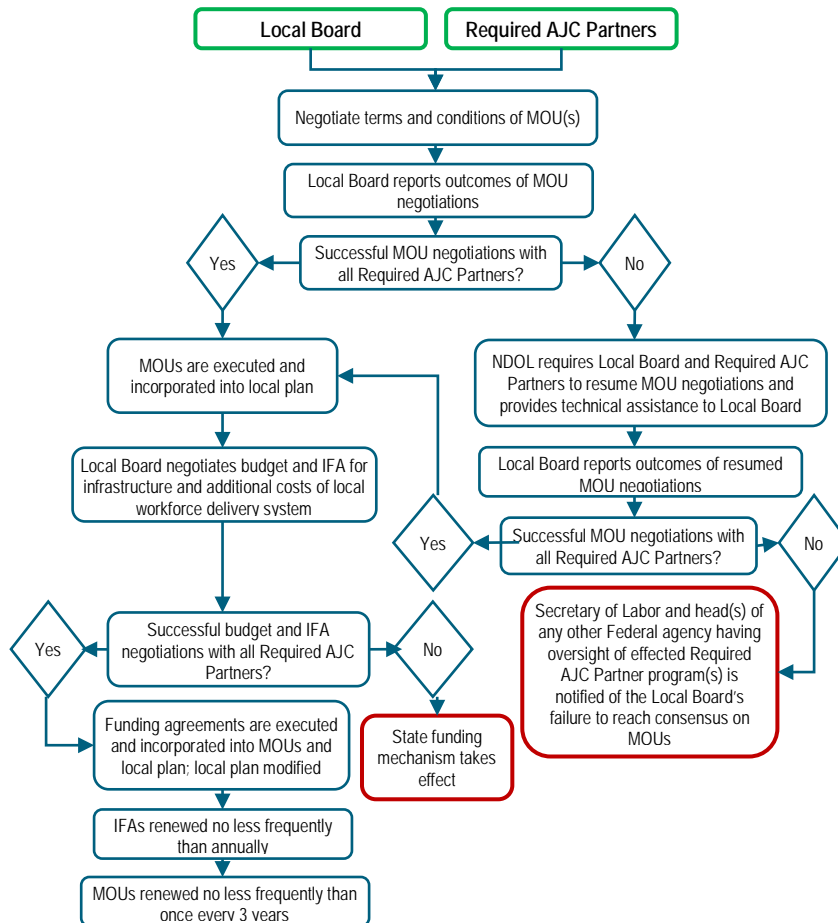 Local Board
Required AJC Partners
Negotiate terms and conditions of MOU(s)
Local Board reports outcomes of MOU
negotiations
Successful MOU negotiations with
all Required AJC Partners?
Yes
No
MOUs are executed and
incorporated into local plan
NDOL requires Local Board and Required AJC
Partners to resume MOU negotiations and
provides technical assistance to Local Board
Local Board negotiates budget and IFA for
infrastructure and additional costs of local
workforce delivery system
Local Board reports outcomes of resumed
MOU negotiations
Yes
Successful MOU negotiations with
all Required AJC Partners?
No
Yes
Successful budget and IFA
negotiations with all Required AJC
Partners?
No
Secretary of Labor and head(s) of
any other Federal agency having
oversight of effected Required
AJC Partner program(s) is
notified of the Local Board's
failure to reach consensus on
MOUs
Funding agreements are executed
and incorporated into MOUs and
local plan; local plan modified
State funding
mechanism takes
effect
IFAs renewed no less frequently
than annually
MOUs renewed no less frequently than
once every 3 years